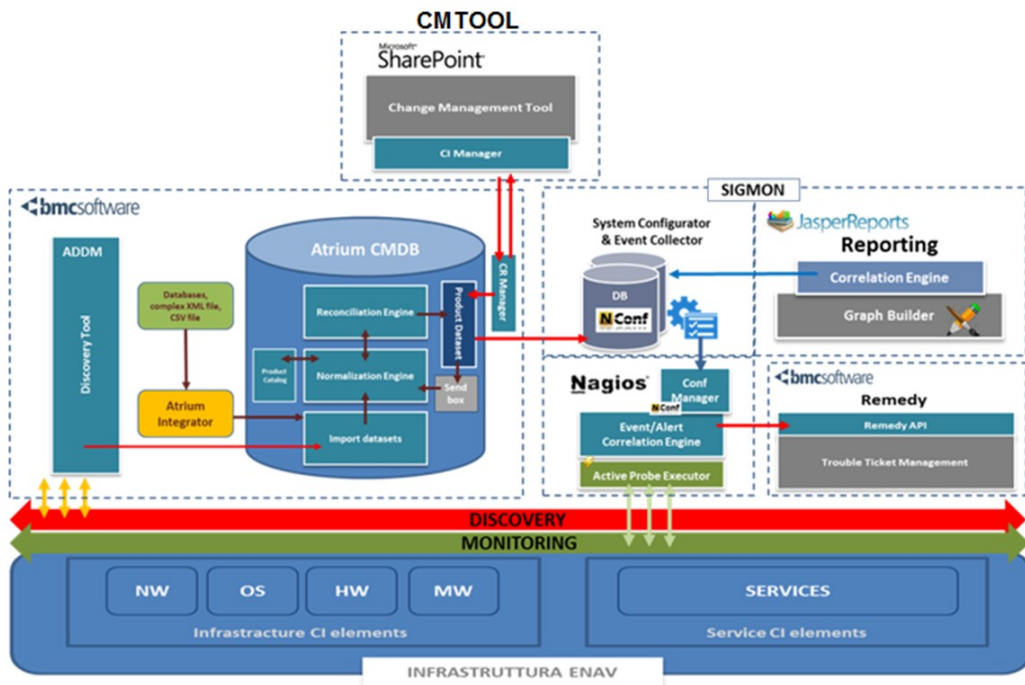 CMTOOL
Microsoft
SharePoint
Change Management Tool
CI Manager
bmcsoftware
ADDM
Discovery Tool
Databases,
complex XML file,
CSV file
Atrium
Integrator
Atrium CMDB
Reconciliation Engine
Product
Catalog
Normalization Engine
Import datasets
Product Dataset
Send
box
CR Manager
SIGMON
System Configurator
& Event Collector
DB
NConf
JasperReports
Reporting
Correlation Engine
Graph Builder
Nagios®
Conf
Manager
NConf
Event/Alert
Correlation Engine
Active Probe Executor
bmcsoftware
Remedy
Remedy API
Trouble Ticket Management
DISCOVERY
MONITORING
NW
OS
HW
MW
Infrastracture CI elements
SERVICES
Service CI elements
INFRASTRUTTURA ENAV